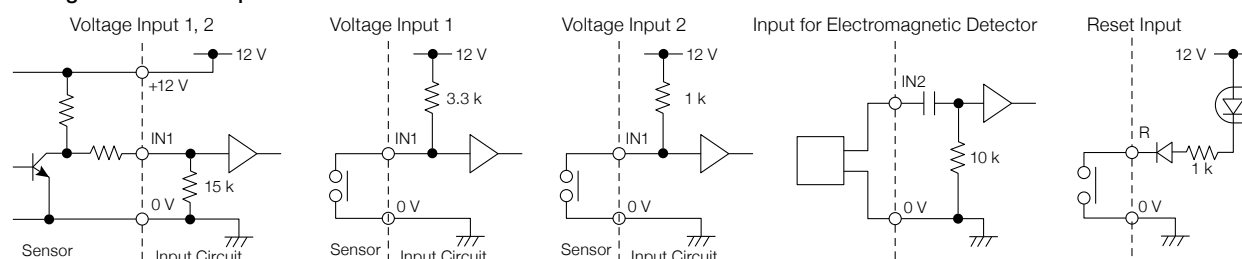 Voltage Input 1, 2
12 V
+12 V
IN1
15 k
0 V
Sensor
Input Circuit
Voltage Input 1
12 V
3.3 k
IN1
0 V
Sensor
Input Circuit
Voltage Input 2
12 V
1 k
IN1
0 V
Sensor
Input Circuit
Input for Electromagnetic Detector
IN2
10 k
0 V
Reset Input
12 V
R
1 k
0 V